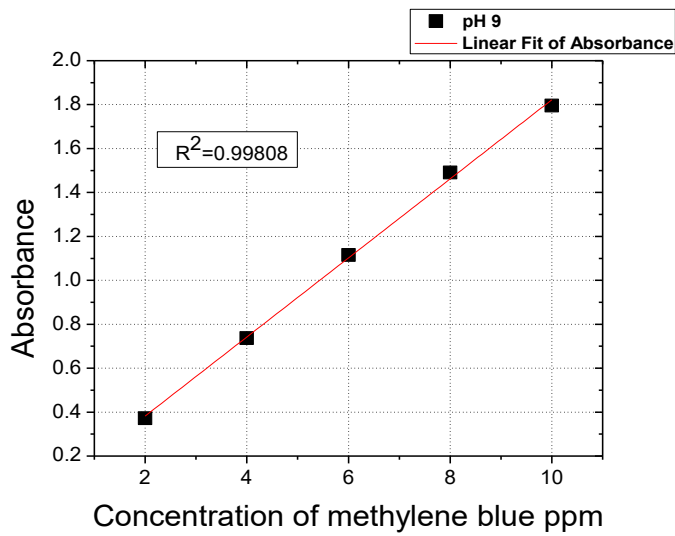 pH 9
Linear Fit of Absorbance
2.0
1.8
1.6
1.4
1.2
1.0
0.8
0.6
0.4
0.2
R²=0.99808
Absorbance
2 4 6 8 10
Concentration of methylene blue ppm